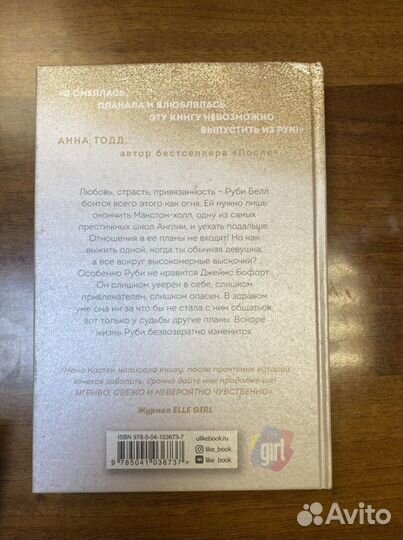 «Я СМЕЯЛАСЬ,
ПЛАКАЛА И ВЛЮБЛЯЛАСЬ.
ЭТУ КНИГУ НЕВОЗМОЖНО
ВЫПУСТИТЬ ИЗ РУК!»
АННА ТОДД,
автор бестселлера «После»
Любовь, страсть, привязанность – Руби Белл
боится всего этого как огня. Ей нужно лишь
окончить Макстон-холл, одну из самых
престижных школ Англии, и уехать подальше.
Отношения в ее планы не входят! Но как
выжить одной, когда ты обычная девушка,
а все вокруг высокомерные выскочки?
Особенно Руби не нравится Джеймс Бофорт.
Он слишком уверен в себе, слишком
привлекателен, слишком опасен. В здравом
уме она ни за что бы не стала с ним общаться,
вот только у судьбы другие планы. Вскоре
жизнь Руби безвозвратно изменится.
«Мона Кастен написала книгу, после прочтения которой
хочется завопить: срочно дайте мне продолжение!
ИГРИВО, СВЕЖО И НЕВЕРОЯТНО ЧУВСТВЕННО»
Журнал ELLE GIRL
ISBN 978-5-04-103673-7
9785041036737>
ulikebook.ru
like_book
like_book
girl
Avito